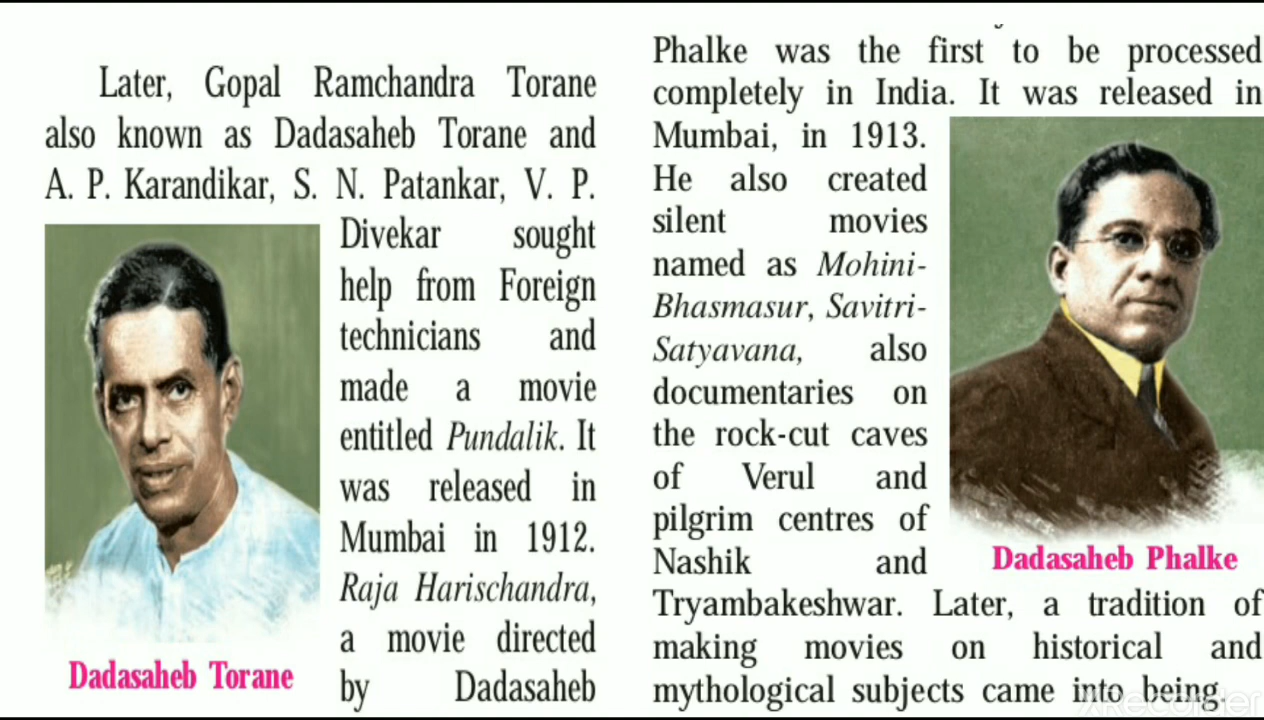 Later, Gopal Ramchandra Torane
also known as Dadasaheb Torane and
A. P. Karandikar, S. N. Patankar, V. P.
Divekar sought
help from Foreign
technicians and
made a movie
entitled Pundalik. It
was released in
Mumbai in 1912.
Raja Harischandra,
a movie directed
by Dadasaheb
Dadasaheb Torane
Phalke was the first to be processed
completely in India. It was released in
Mumbai, in 1913.
He also created
silent movies
named as Mohini-
Bhasmasur, Savitri-
Satyavana, also
documentaries on
the rock-cut caves
of Verul and
pilgrim centres of
Nashik and
Tryambakeshwar. Later, a tradition of
making movies on historical and
mythological subjects came into being.
Dadasaheb Phalke
XRecorder